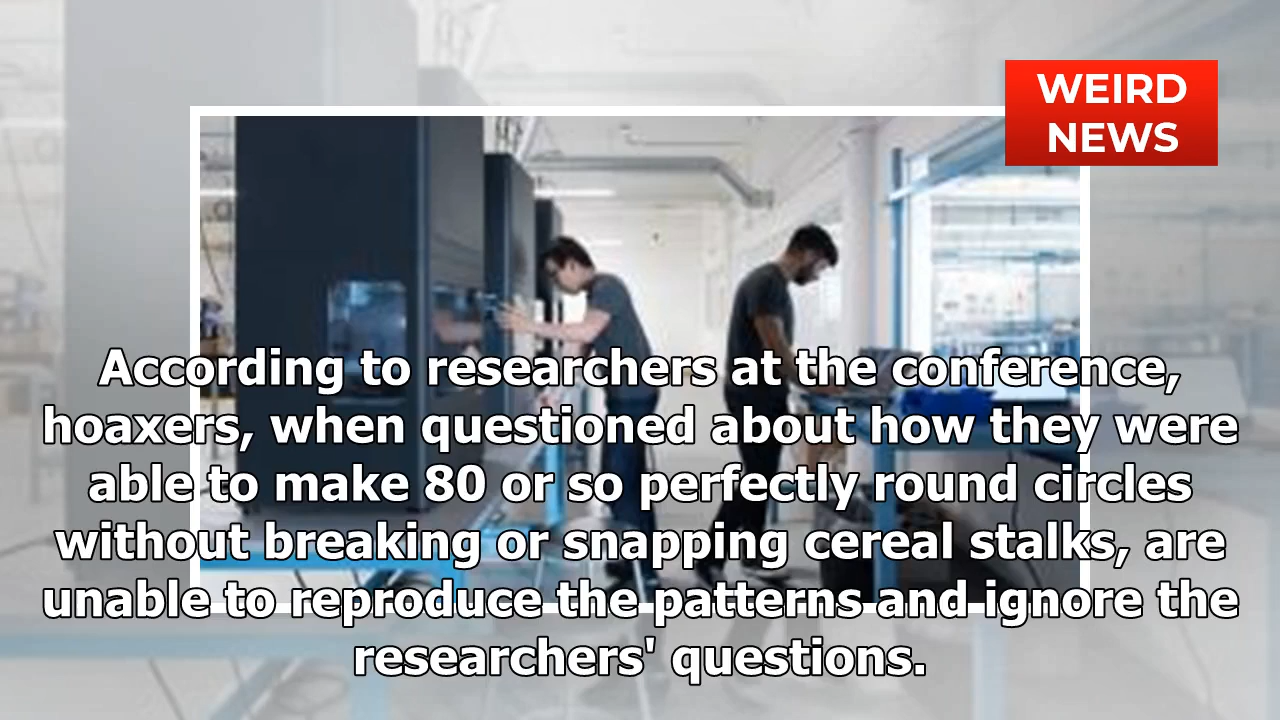 WEIRD
NEWS
According to researchers at the conference,
hoaxers, when questioned about how they were
able to make 80 or so perfectly round circles
without breaking or snapping cereal stalks, are
unable to reproduce the patterns and ignore the
researchers' questions.